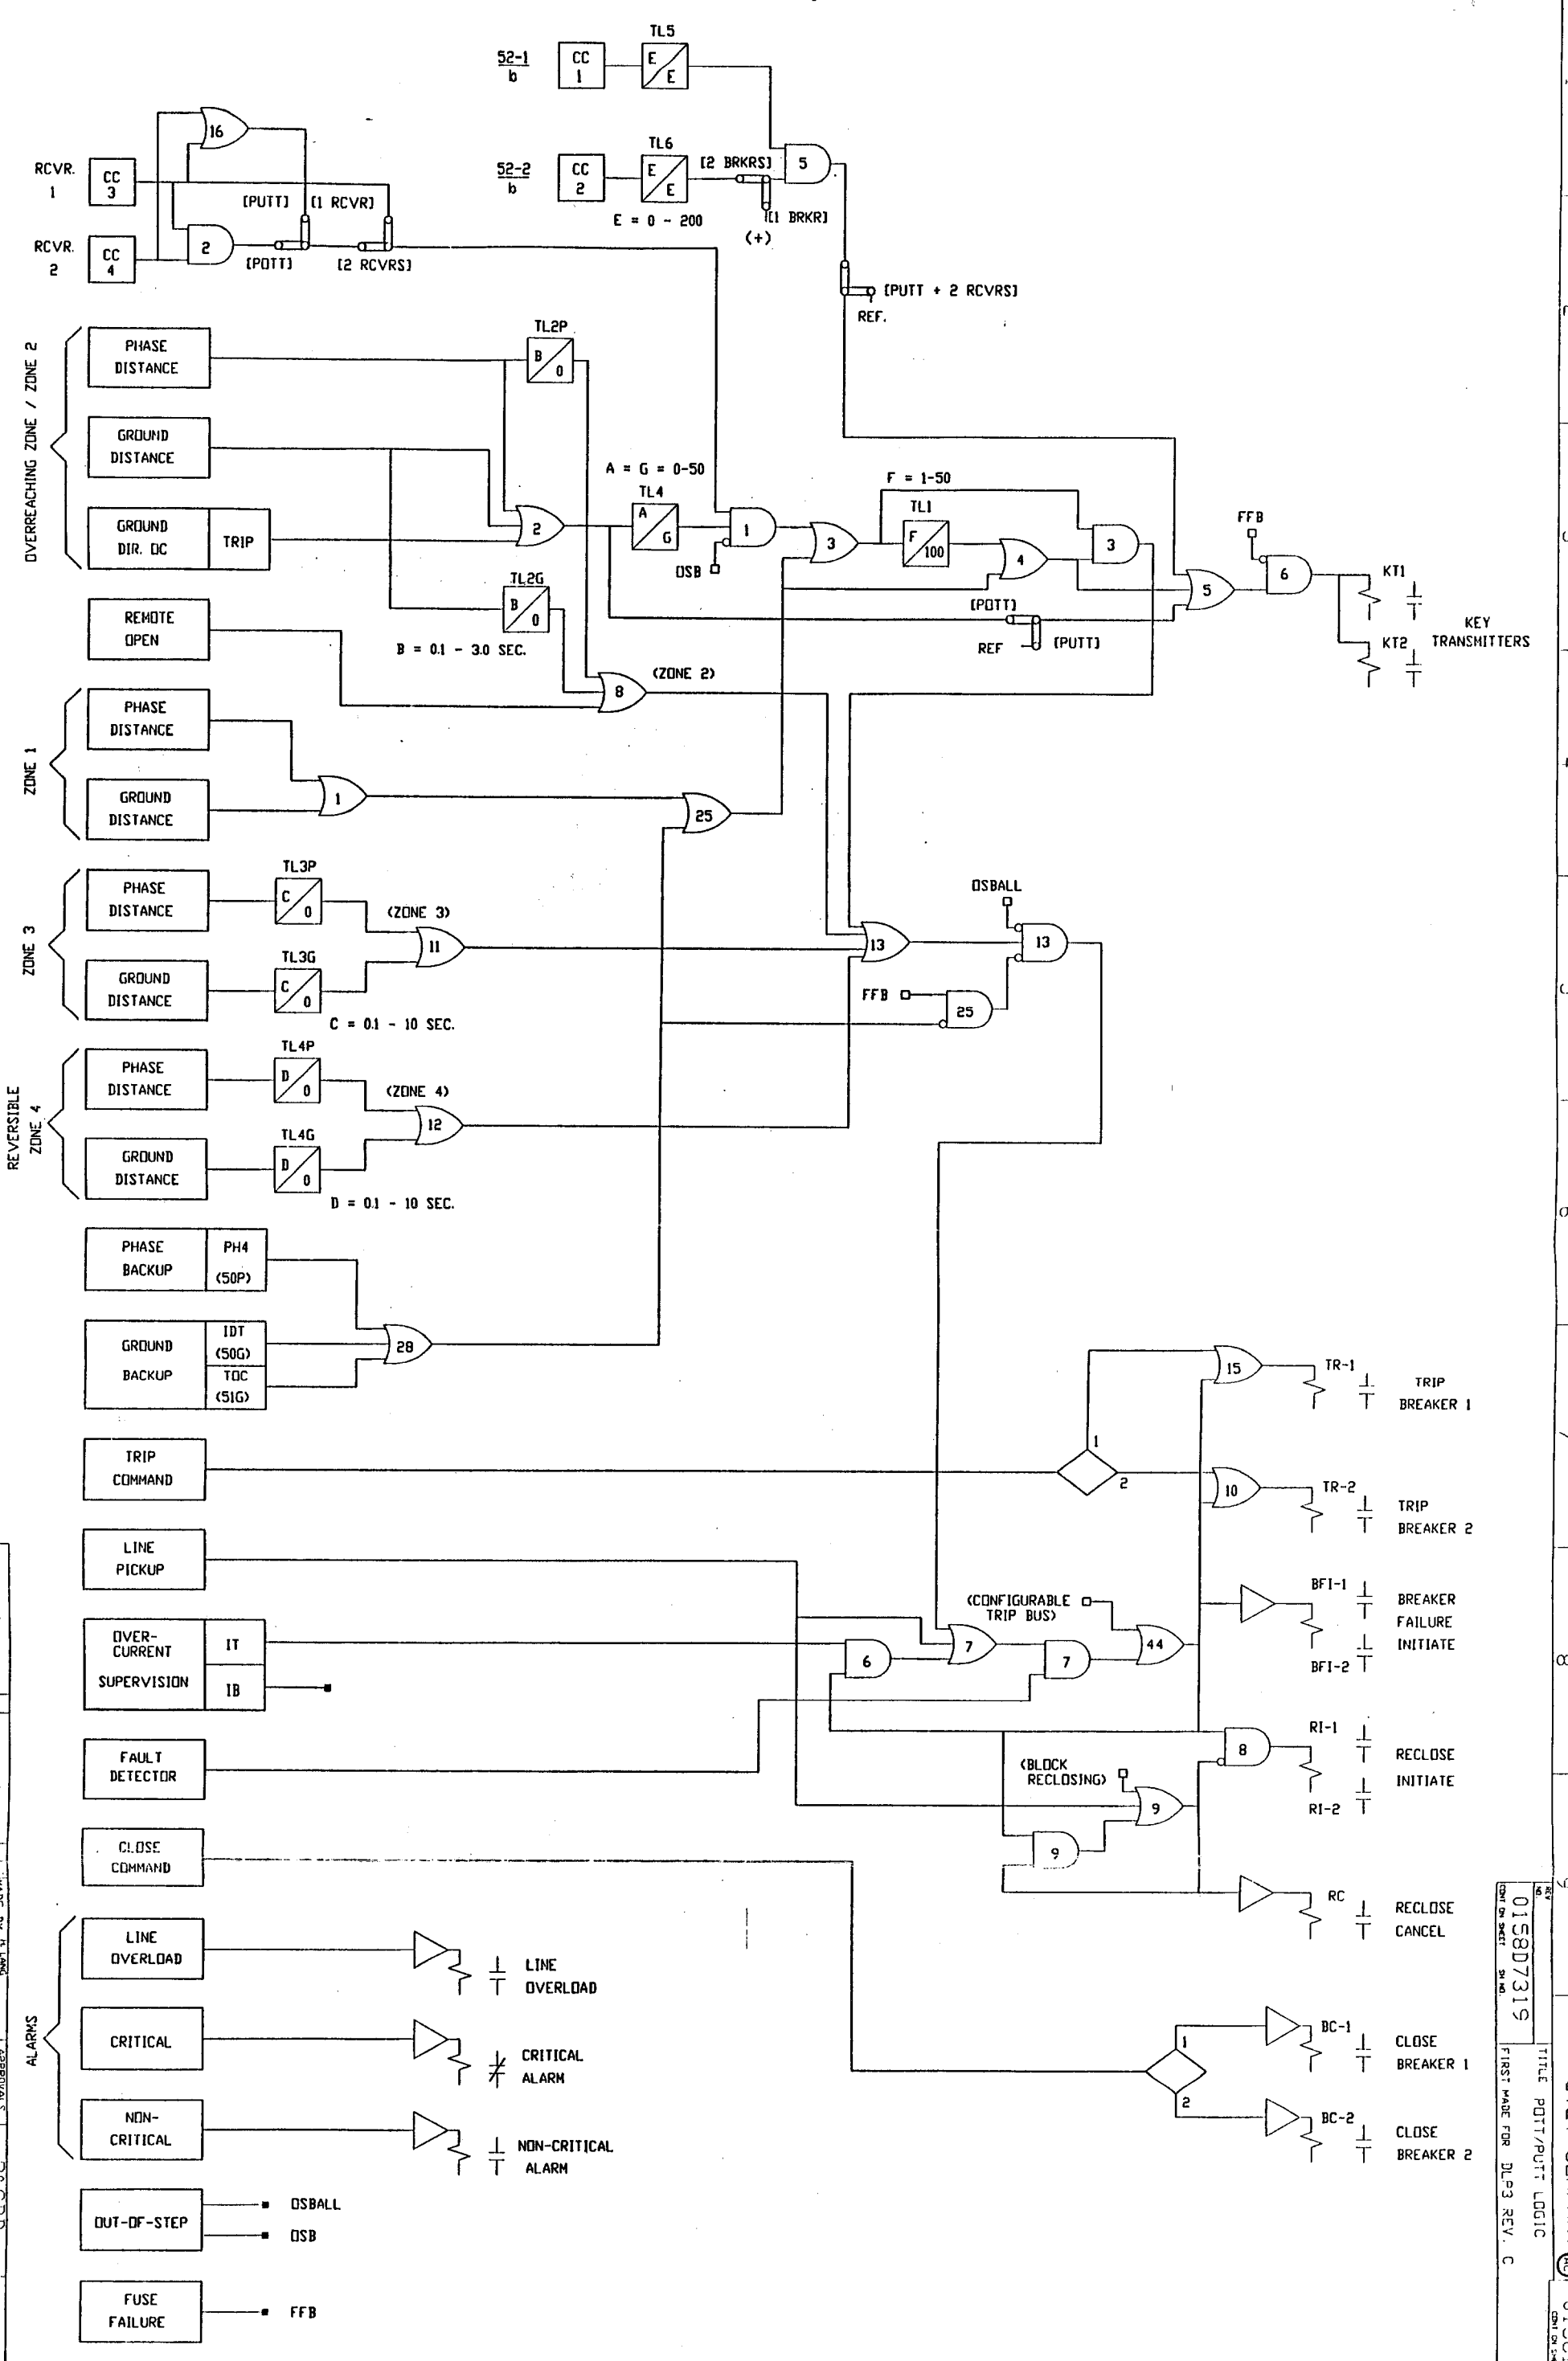 TL5
52-1
b
CC
1
E
E
16
TL6
RCVR.
1
CC
3
52-2
b
CC
2
E
E
[2 BRKRS]
5
[PUTT]
[1 RCVR]
E = 0 - 200
[1 BRKR]
(+)
RCVR.
2
CC
4
2
[POTT]
[2 RCVRS]
[PUTT + 2 RCVRS]
REF.
OVERREACHING ZONE / ZONE 2
PHASE
DISTANCE
TL2P
B
0
GROUND
DISTANCE
A = G = 0-50
F = 1-50
TL4
A
G
TL1
F
100
GROUND
DIR. OC
TRIP
2
1
3
4
3
FFB
6
KT1
OSB
5
TL2G
B
0
[POTT]
REF
[PUTT]
KT2
KEY
TRANSMITTERS
REMOTE
OPEN
B = 0.1 - 3.0 SEC.
8
(ZONE 2)
ZONE 1
PHASE
DISTANCE
GROUND
DISTANCE
1
25
ZONE 3
PHASE
DISTANCE
TL3P
C
0
(ZONE 3)
11
OSBALL
13
13
GROUND
DISTANCE
TL3G
C
0
C = 0.1 - 10 SEC.
FFB
25
REVERSIBLE
ZONE 4
PHASE
DISTANCE
TL4P
D
0
(ZONE 4)
12
GROUND
DISTANCE
TL4G
D
0
D = 0.1 - 10 SEC.
PHASE
BACKUP
PH4
(50P)
GROUND
BACKUP
IDT
(50G)
TOC
(51G)
28
15
TR-1
TRIP
BREAKER 1
TRIP
COMMAND
1
2
10
TR-2
TRIP
BREAKER 2
LINE
PICKUP
(CONFIGURABLE
TRIP BUS)
BFI-1
BREAKER
FAILURE
INITIATE
BFI-2
OVER-
CURRENT
SUPERVISION
IT
IB
6
7
7
44
FAULT
DETECTOR
(BLOCK
RECLOSING)
9
9
8
RI-1
RECLOSE
INITIATE
RI-2
CLOSE
COMMAND
RC
RECLOSE
CANCEL
ALARMS
LINE
OVERLOAD
LINE
OVERLOAD
CRITICAL
CRITICAL
ALARM
1
2
BC-1
CLOSE
BREAKER 1
NON-
CRITICAL
NON-CRITICAL
ALARM
BC-2
CLOSE
BREAKER 2
OUT-OF-STEP
OSBALL
OSB
FUSE
FAILURE
FFB
REV
NO.
0158D7319
CONT ON SHEET
SH NO.
TITLE POTT/PUTT LOGIC
FIRST MADE FOR DLP3 REV. C